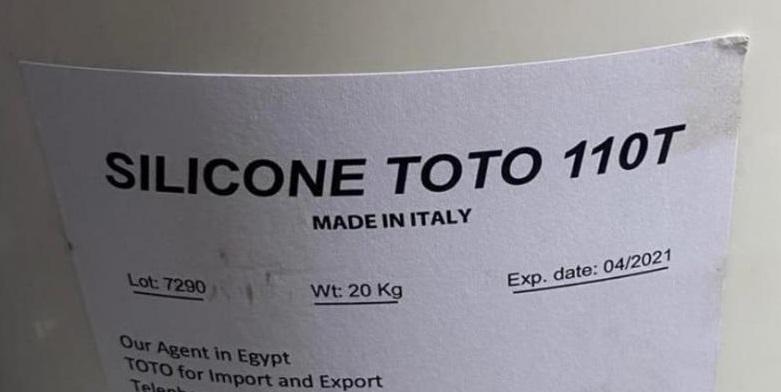 SILICONE TOTO 110T
MADE IN ITALY
Lot: 7290 Wt: 20 Kg Exp. date: 04/2021
Our Agent in Egypt
TOTO for Import and Export